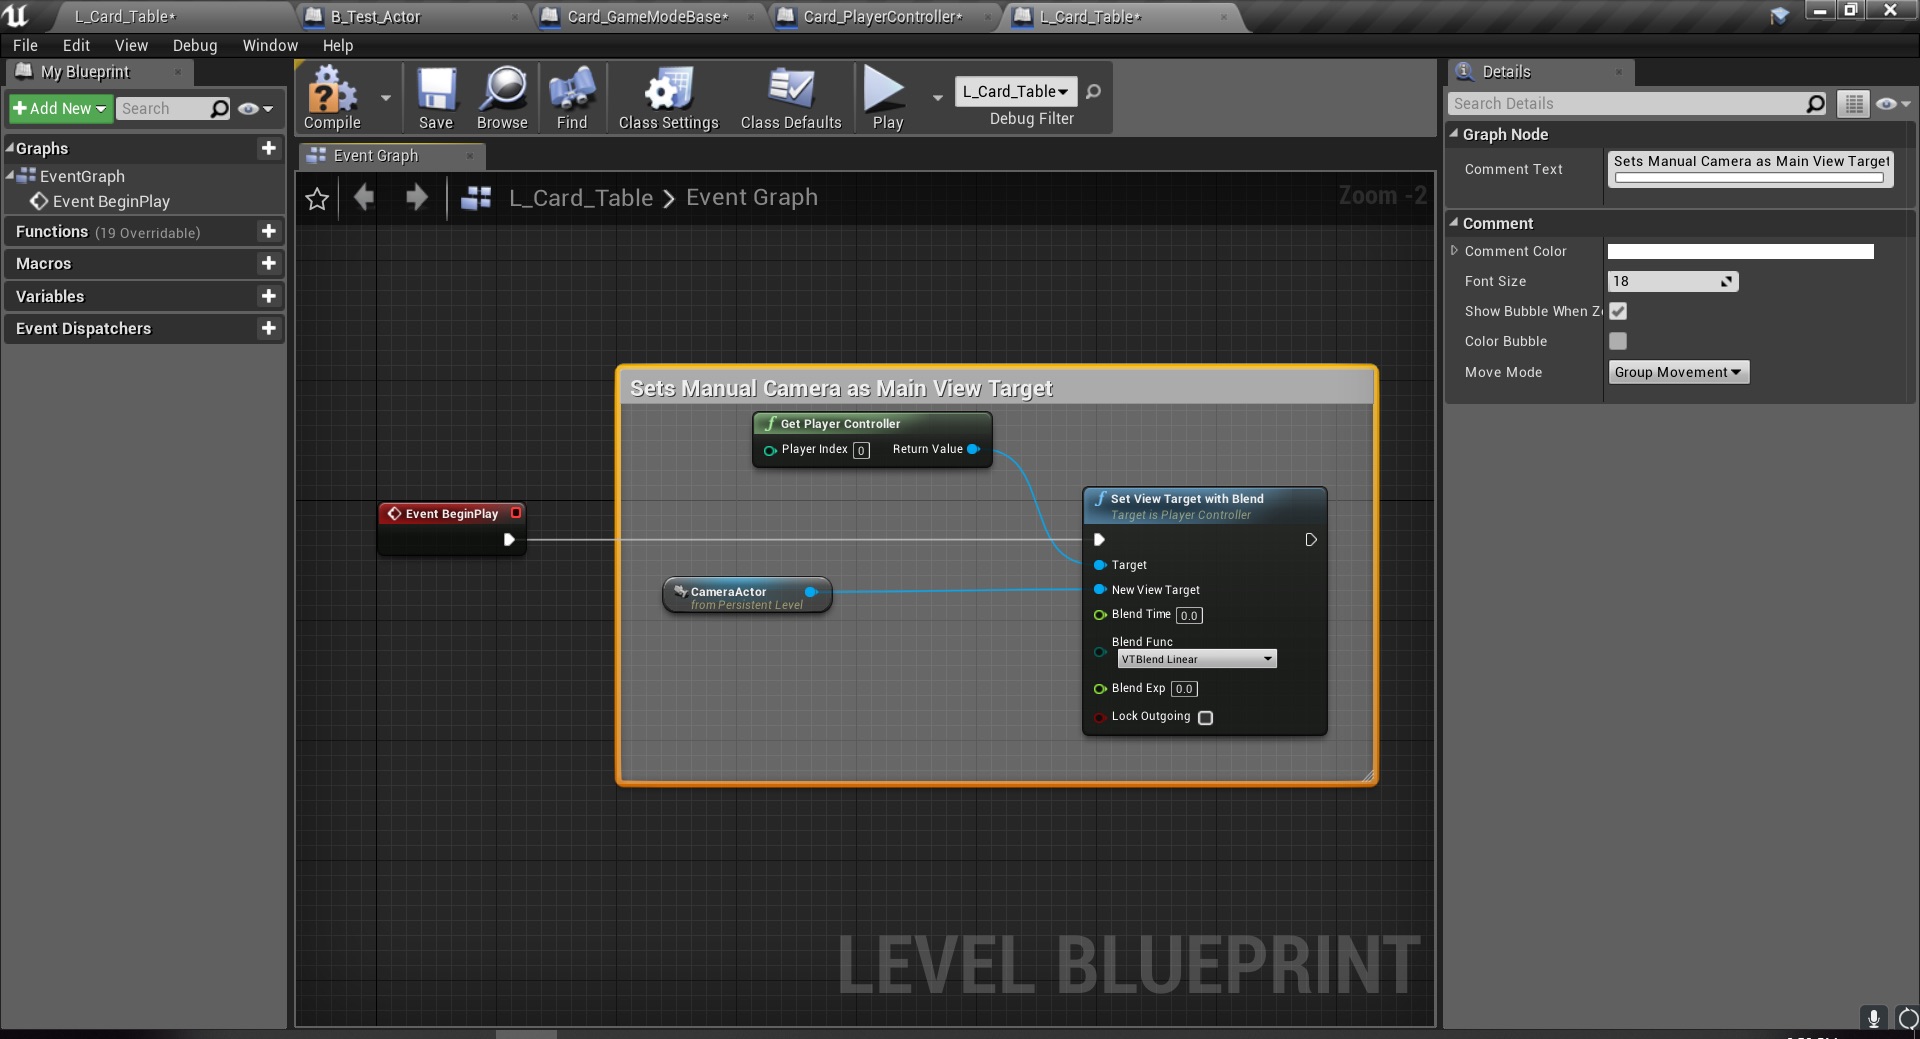 L_Card_Table*
B_Test_Actor
Card_GameModeBase*
Card_PlayerController*
L_Card_Table*
File Edit View Debug Window Help
My Blueprint
Add New
Search
Graphs
EventGraph
Event BeginPlay
Functions (19 Overridable)
Macros
Variables
Event Dispatchers
Compile
Save
Browse
Find
Class Settings
Class Defaults
Play
L_Card_Table
Debug Filter
Event Graph
L_Card_Table > Event Graph
Zoom -2
Sets Manual Camera as Main View Target
f Get Player Controller
Player Index 0 Return Value
Event BeginPlay
CameraActor
from Persistent Level
f Set View Target with Blend
Target is Player Controller
Target
New View Target
Blend Time 0.0
Blend Func
VTBlend Linear
Blend Exp 0.0
Lock Outgoing
LEVEL BLUEPRINT
Details
Search Details
Graph Node
Comment Text Sets Manual Camera as Main View Target
Comment
Comment Color
Font Size 18
Show Bubble When Z
Color Bubble
Move Mode Group Movement